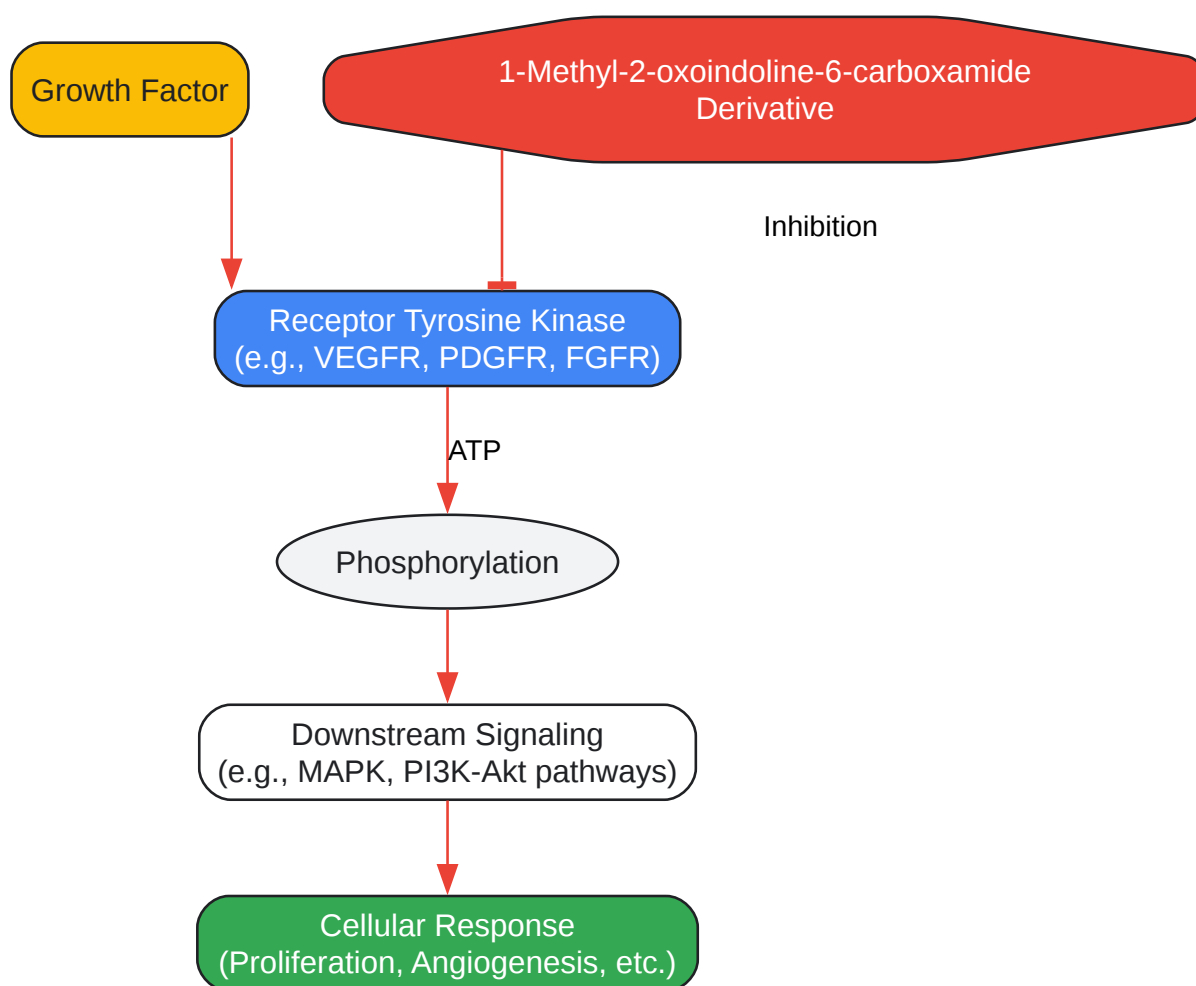 Growth Factor
1-Methyl-2-oxoindoline-6-carboxamide
Derivative
Inhibition
Receptor Tyrosine Kinase
(e.g., VEGFR, PDGFR, FGFR)
ATP
Phosphorylation
Downstream Signaling
(e.g., MAPK, PI3K-Akt pathways)
Cellular Response
(Proliferation, Angiogenesis, etc.)